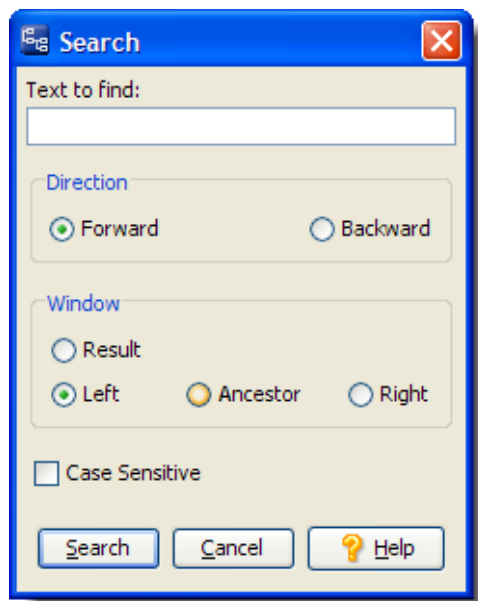 Search
Text to find:
Direction
Forward Backward
Window
Result
Left Ancestor Right
Case Sensitive
Search Cancel Help